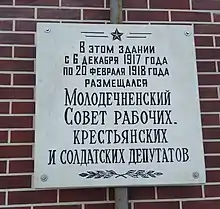 В ЭТОМ ЗДАНИИ
С 6 ДЕКАБРЯ 1917 ГОДА
ПО 20 ФЕВРАЛЯ 1918 ГОДА
РАЗМЕЩАЛСЯ
МОЛОДЕЧНЕНСКИЙ
СОВЕТ РАБОЧИХ,
КРЕСТЬЯНСКИХ
И СОЛДАТСКИХ ДЕПУТАТОВ